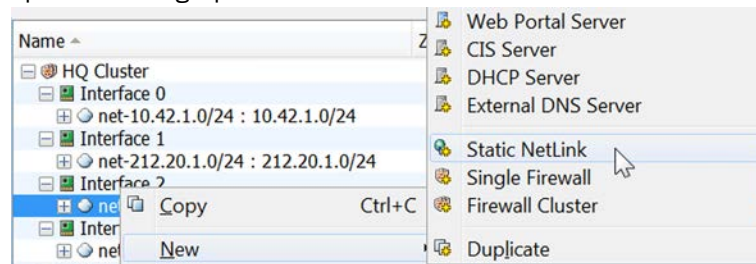 Name
HQ Cluster
Interface 0
net-10.42.1.0/24 : 10.42.1.0/24
Interface 1
net-212.20.1.0/24 : 212.20.1.0/24
Interface 2
Copy Ctrl+C
New
Web Portal Server
CIS Server
DHCP Server
External DNS Server
Static NetLink
Single Firewall
Firewall Cluster
Duplicate